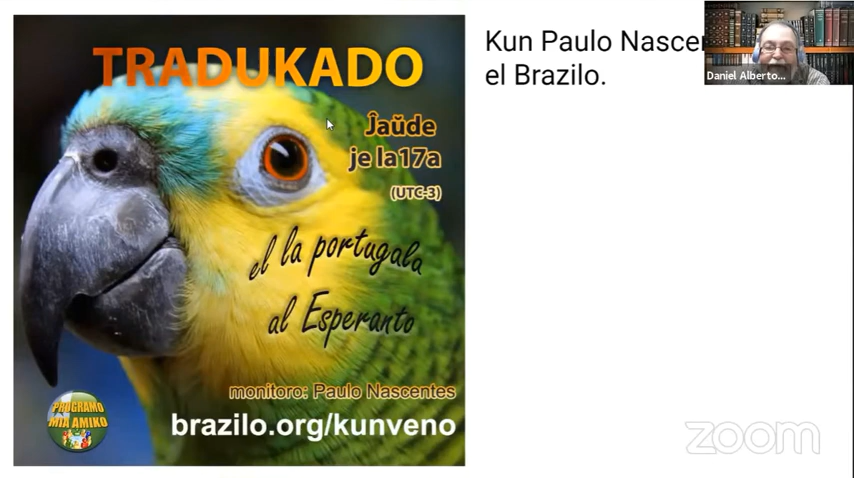 TRADUKADO
Ĵaŭde
je la17a
(UTC-3)
el la portugala
al Esperanto
monitoro: Paulo Nascentes
brazilo.org/kunveno
PROGRAMO
MIA AMIKO
Kun Paulo
el Brazilo.
Daniel Alberto...
zoom